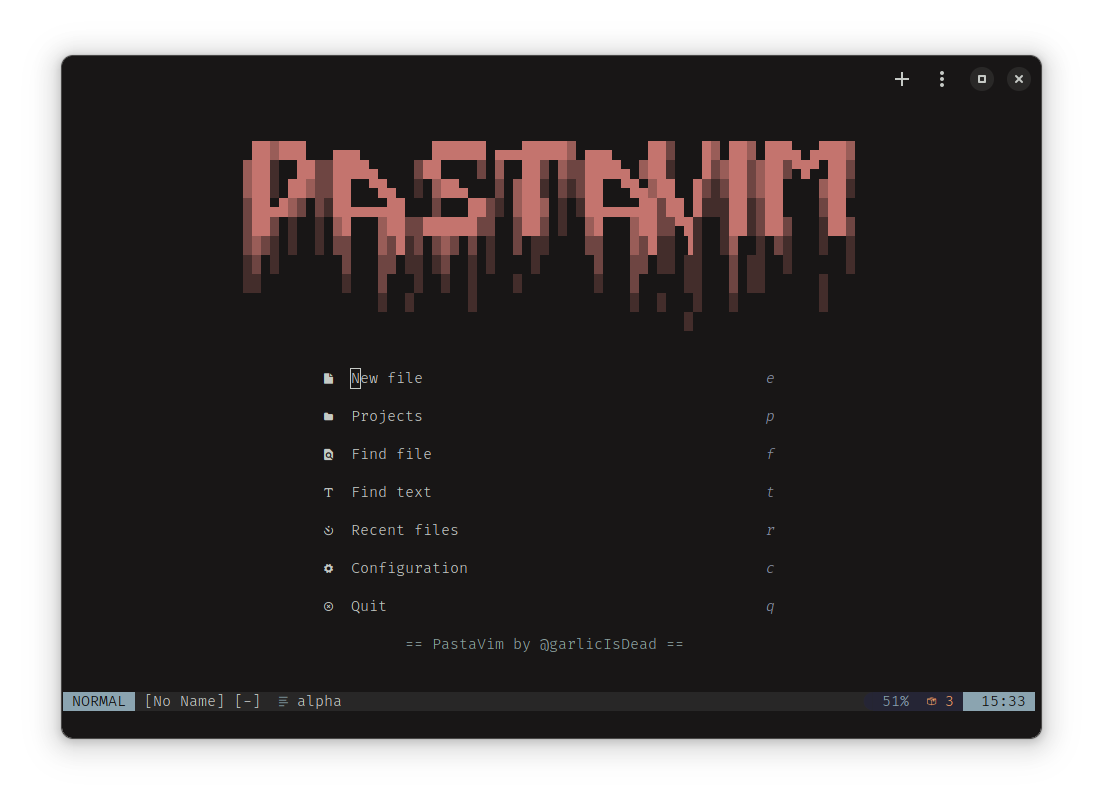 PASTAVIM
New file e
Projects p
Find file f
Find text t
Recent files r
Configuration c
Quit q
== PastaVim by @garlicIsDead ==
NORMAL [No Name] [-] alpha 51% 3 15:33